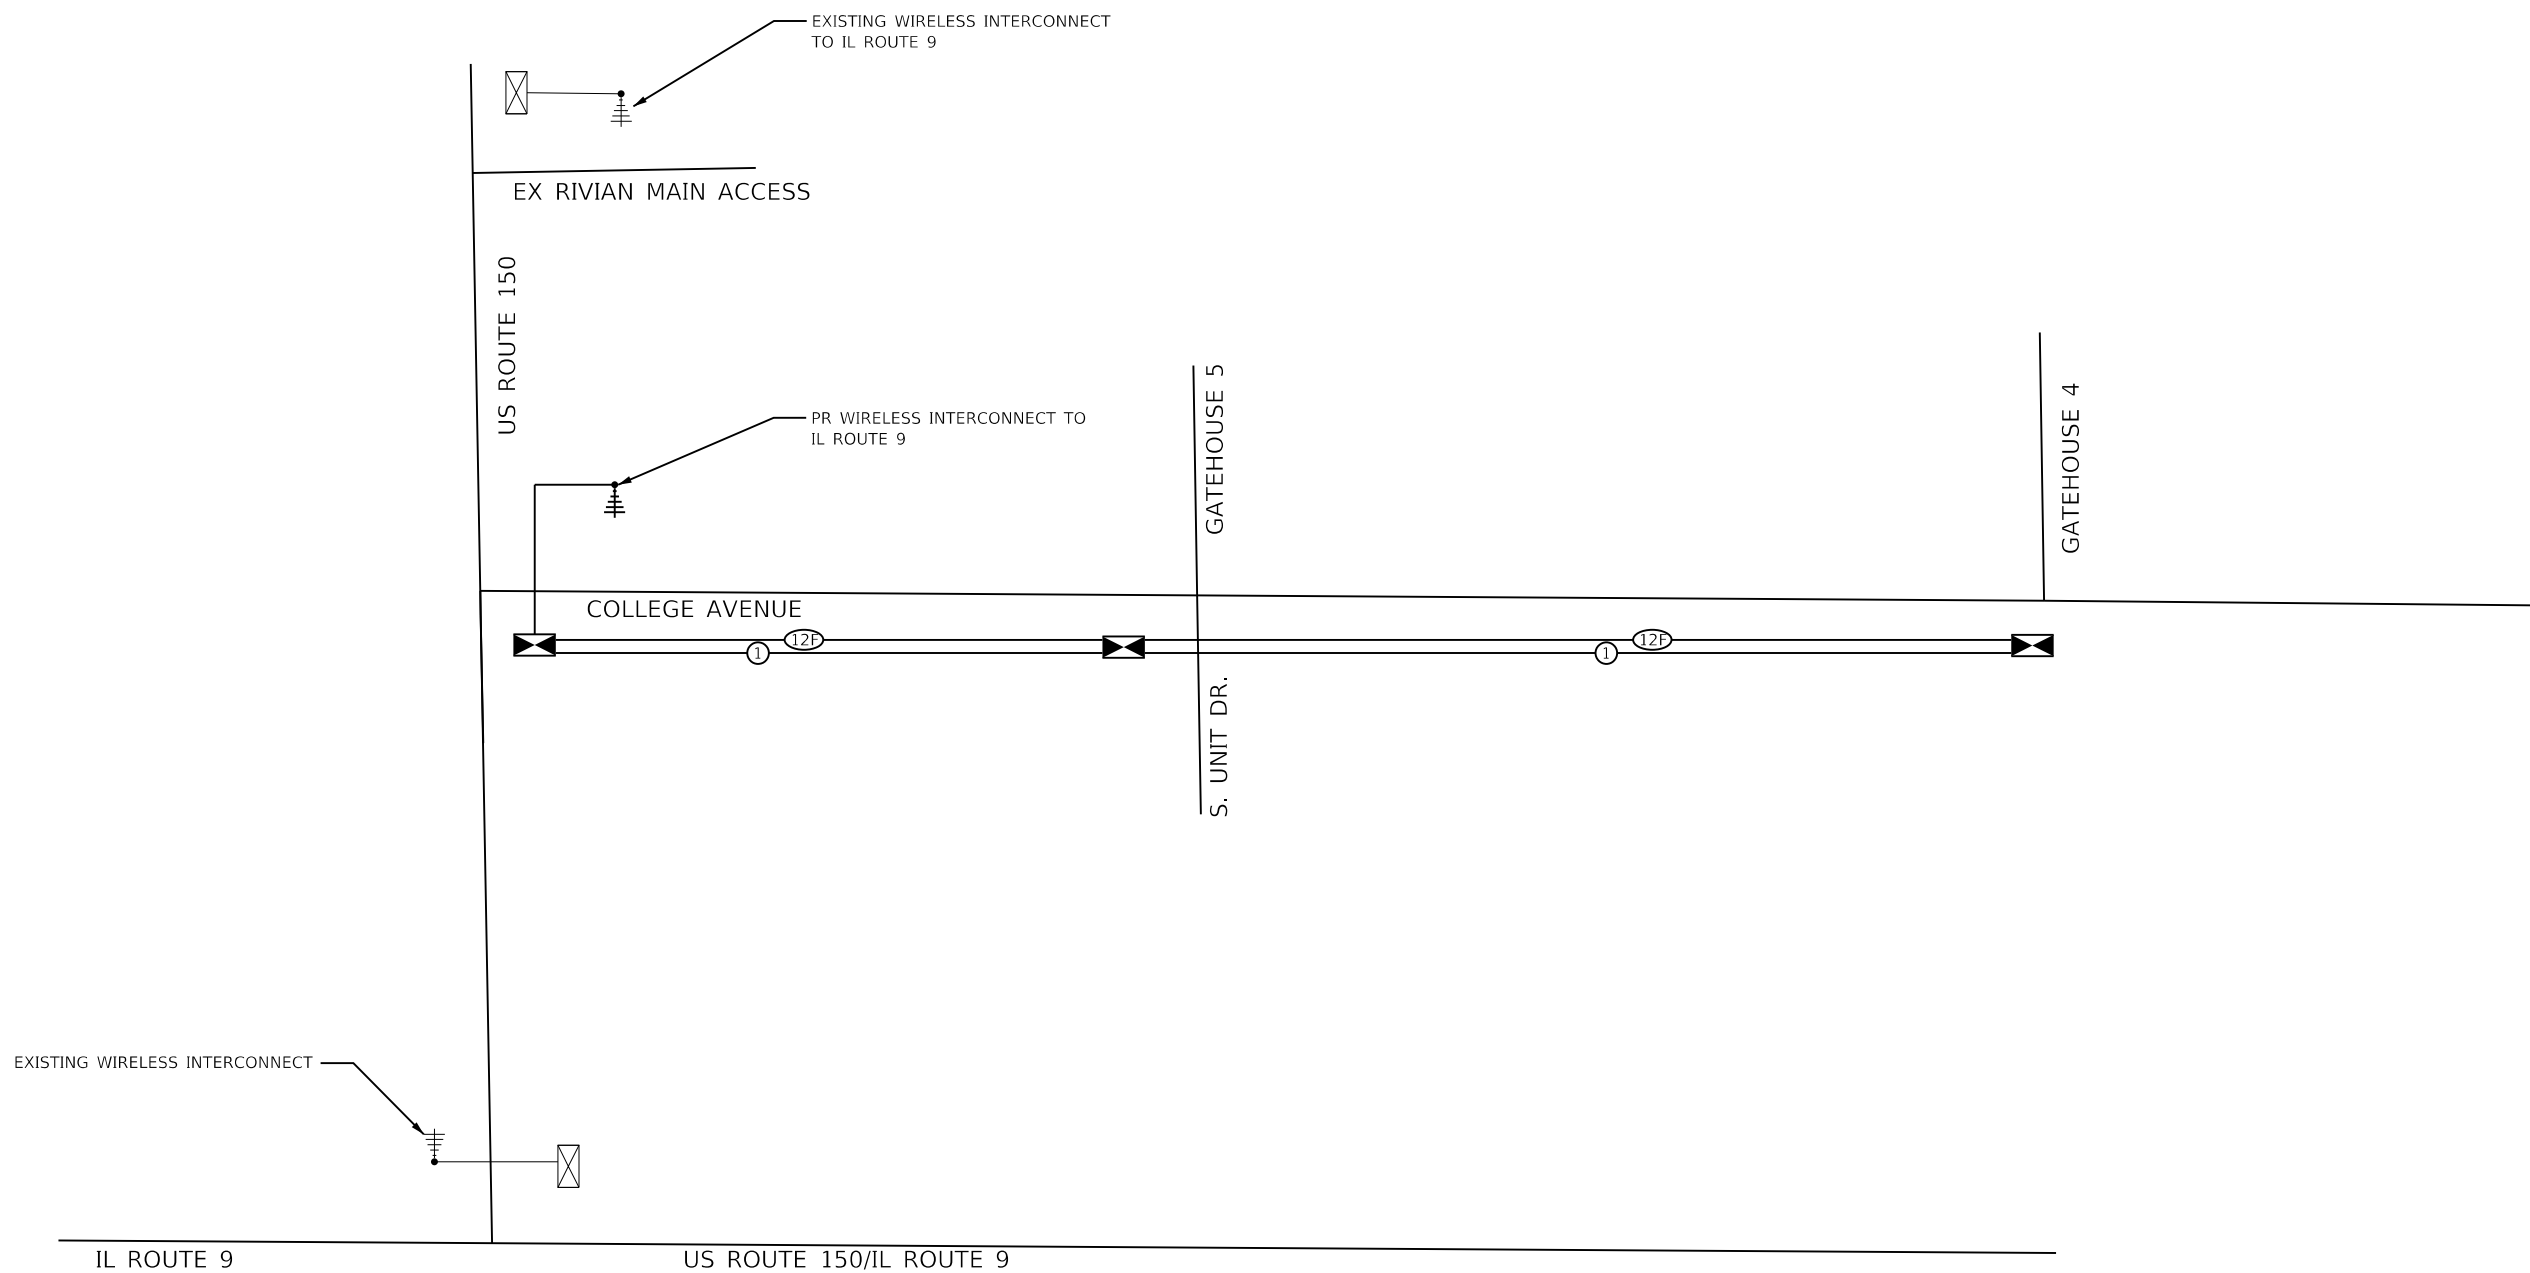 EXISTING WIRELESS INTERCONNECT
TO IL ROUTE 9
EX RIVIAN MAIN ACCESS
US ROUTE 150
PR WIRELESS INTERCONNECT TO
IL ROUTE 9
GATEHOUSE 5
GATEHOUSE 4
COLLEGE AVENUE
12F
1
12F
1
S. UNIT DR.
EXISTING WIRELESS INTERCONNECT
IL ROUTE 9
US ROUTE 150/IL ROUTE 9